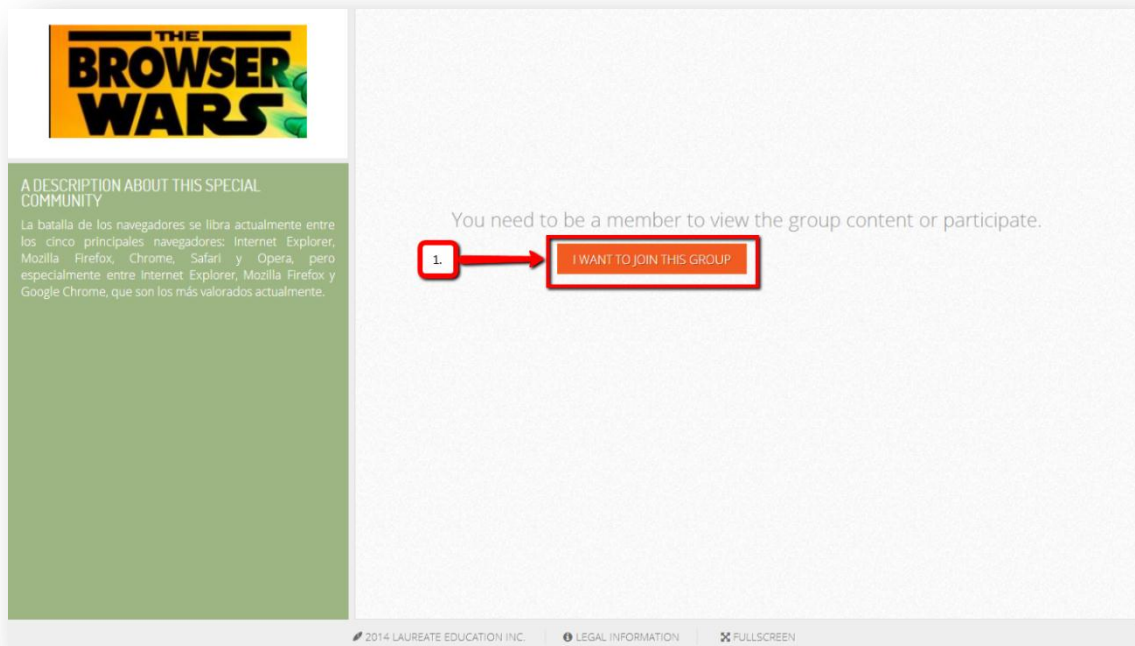 THE
BROWSER
WARS
A DESCRIPTION ABOUT THIS SPECIAL
COMMUNITY
La batalla de los navegadores se libra actualmente entre
los cinco principales navegadores: Internet Explorer,
Mozilla Firefox, Chrome, Safari y Opera, pero
especialmente entre Internet Explorer, Mozilla Firefox y
Google Chrome, que son los más valorados actualmente.
You need to be a member to view the group content or participate.
1.
I WANT TO JOIN THIS GROUP
2014 LAUREATE EDUCATION INC.
LEGAL INFORMATION
FULLSCREEN